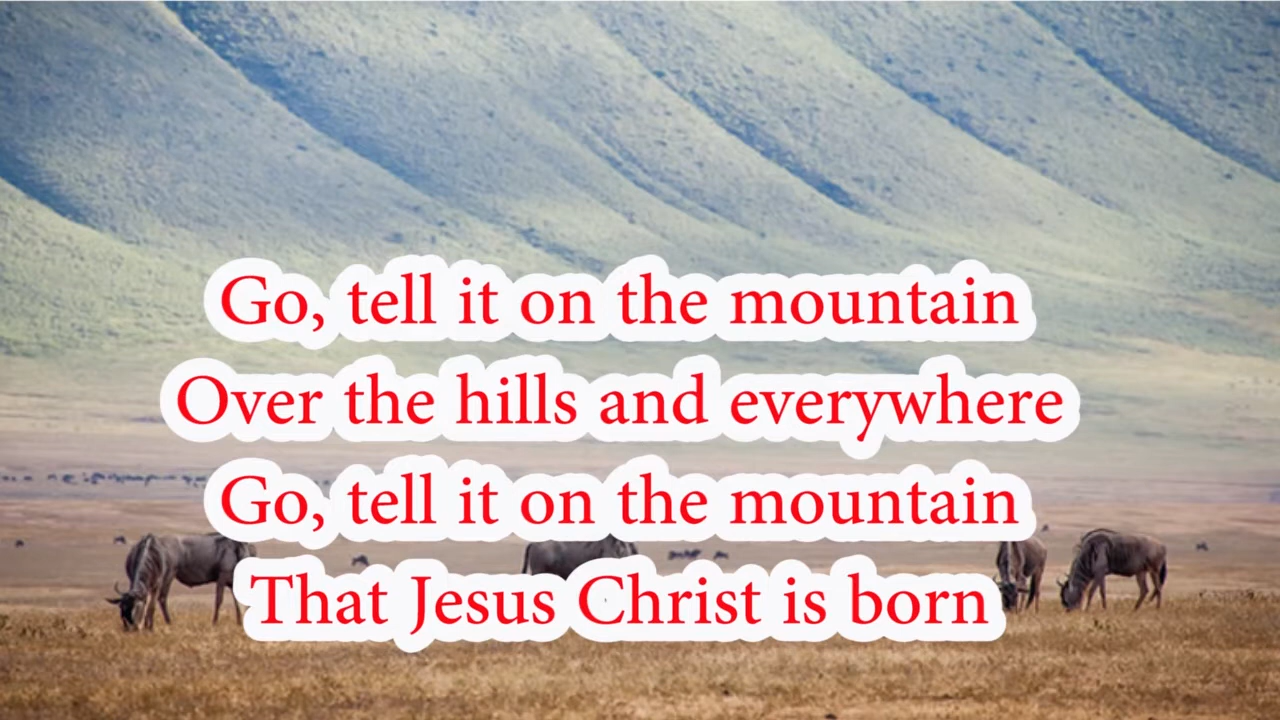 Go, tell it on the mountain
Over the hills and everywhere
Go, tell it on the mountain
That Jesus Christ is born